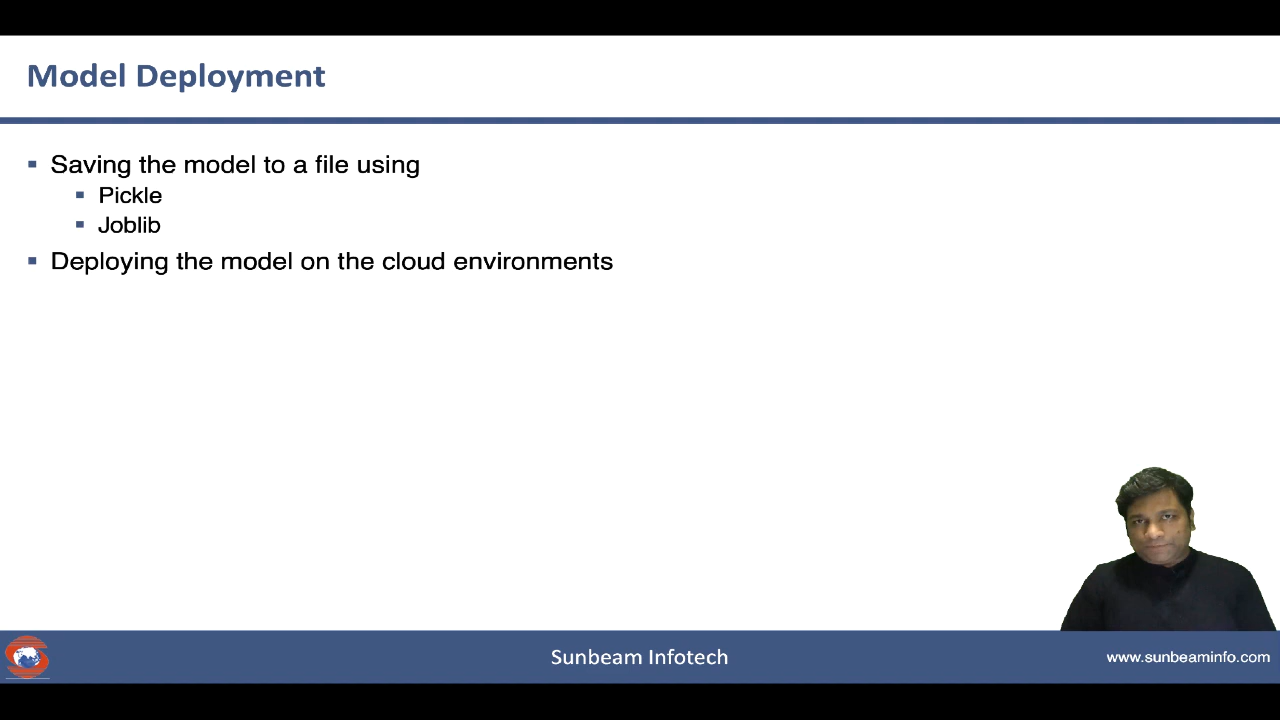 Model Deployment
Saving the model to a file using
Pickle
Joblib
Deploying the model on the cloud environments
Sunbeam Infotech
www.sunbeaminfo.com